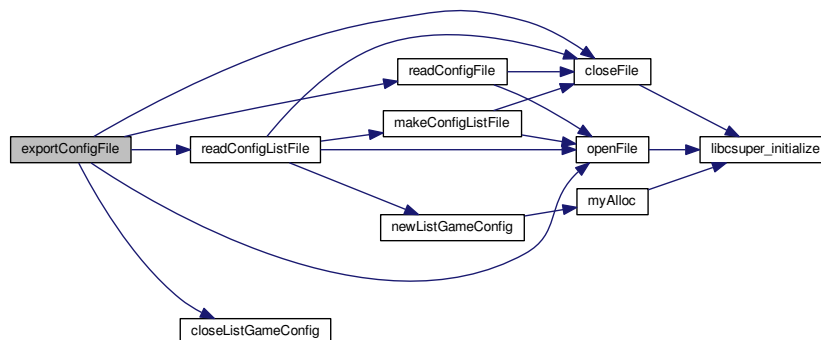 readConfigFile
closeFile
makeConfigListFile
exportConfigFile
readConfigListFile
openFile
libcsuper_initialize
myAlloc
newListGameConfig
closeListGameConfig